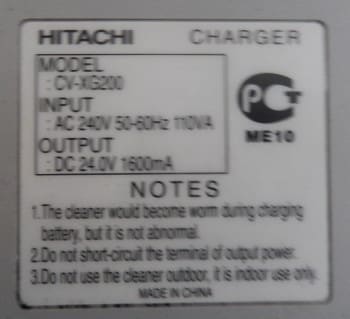 HITACHI CHARGER
MODEL
: CV-XG200
INPUT
: AC 240V 50-60Hz 110VA
OUTPUT
: DC 24.0V 1600mA
РСТ
ME10
NOTES
1.The cleaner would become worm during charging
battery, but it is not abnormal.
2.Do not short-circuit the terminal of output power.
3.Do not use the cleaner outdoor, it is indoor use only.
MADE IN CHINA